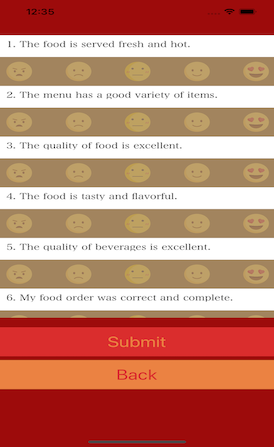 12:35
1. The food is served fresh and hot.
2. The menu has a good variety of items.
3. The quality of food is excellent.
4. The food is tasty and flavorful.
5. The quality of beverages is excellent.
6. My food order was correct and complete.
Submit
Back